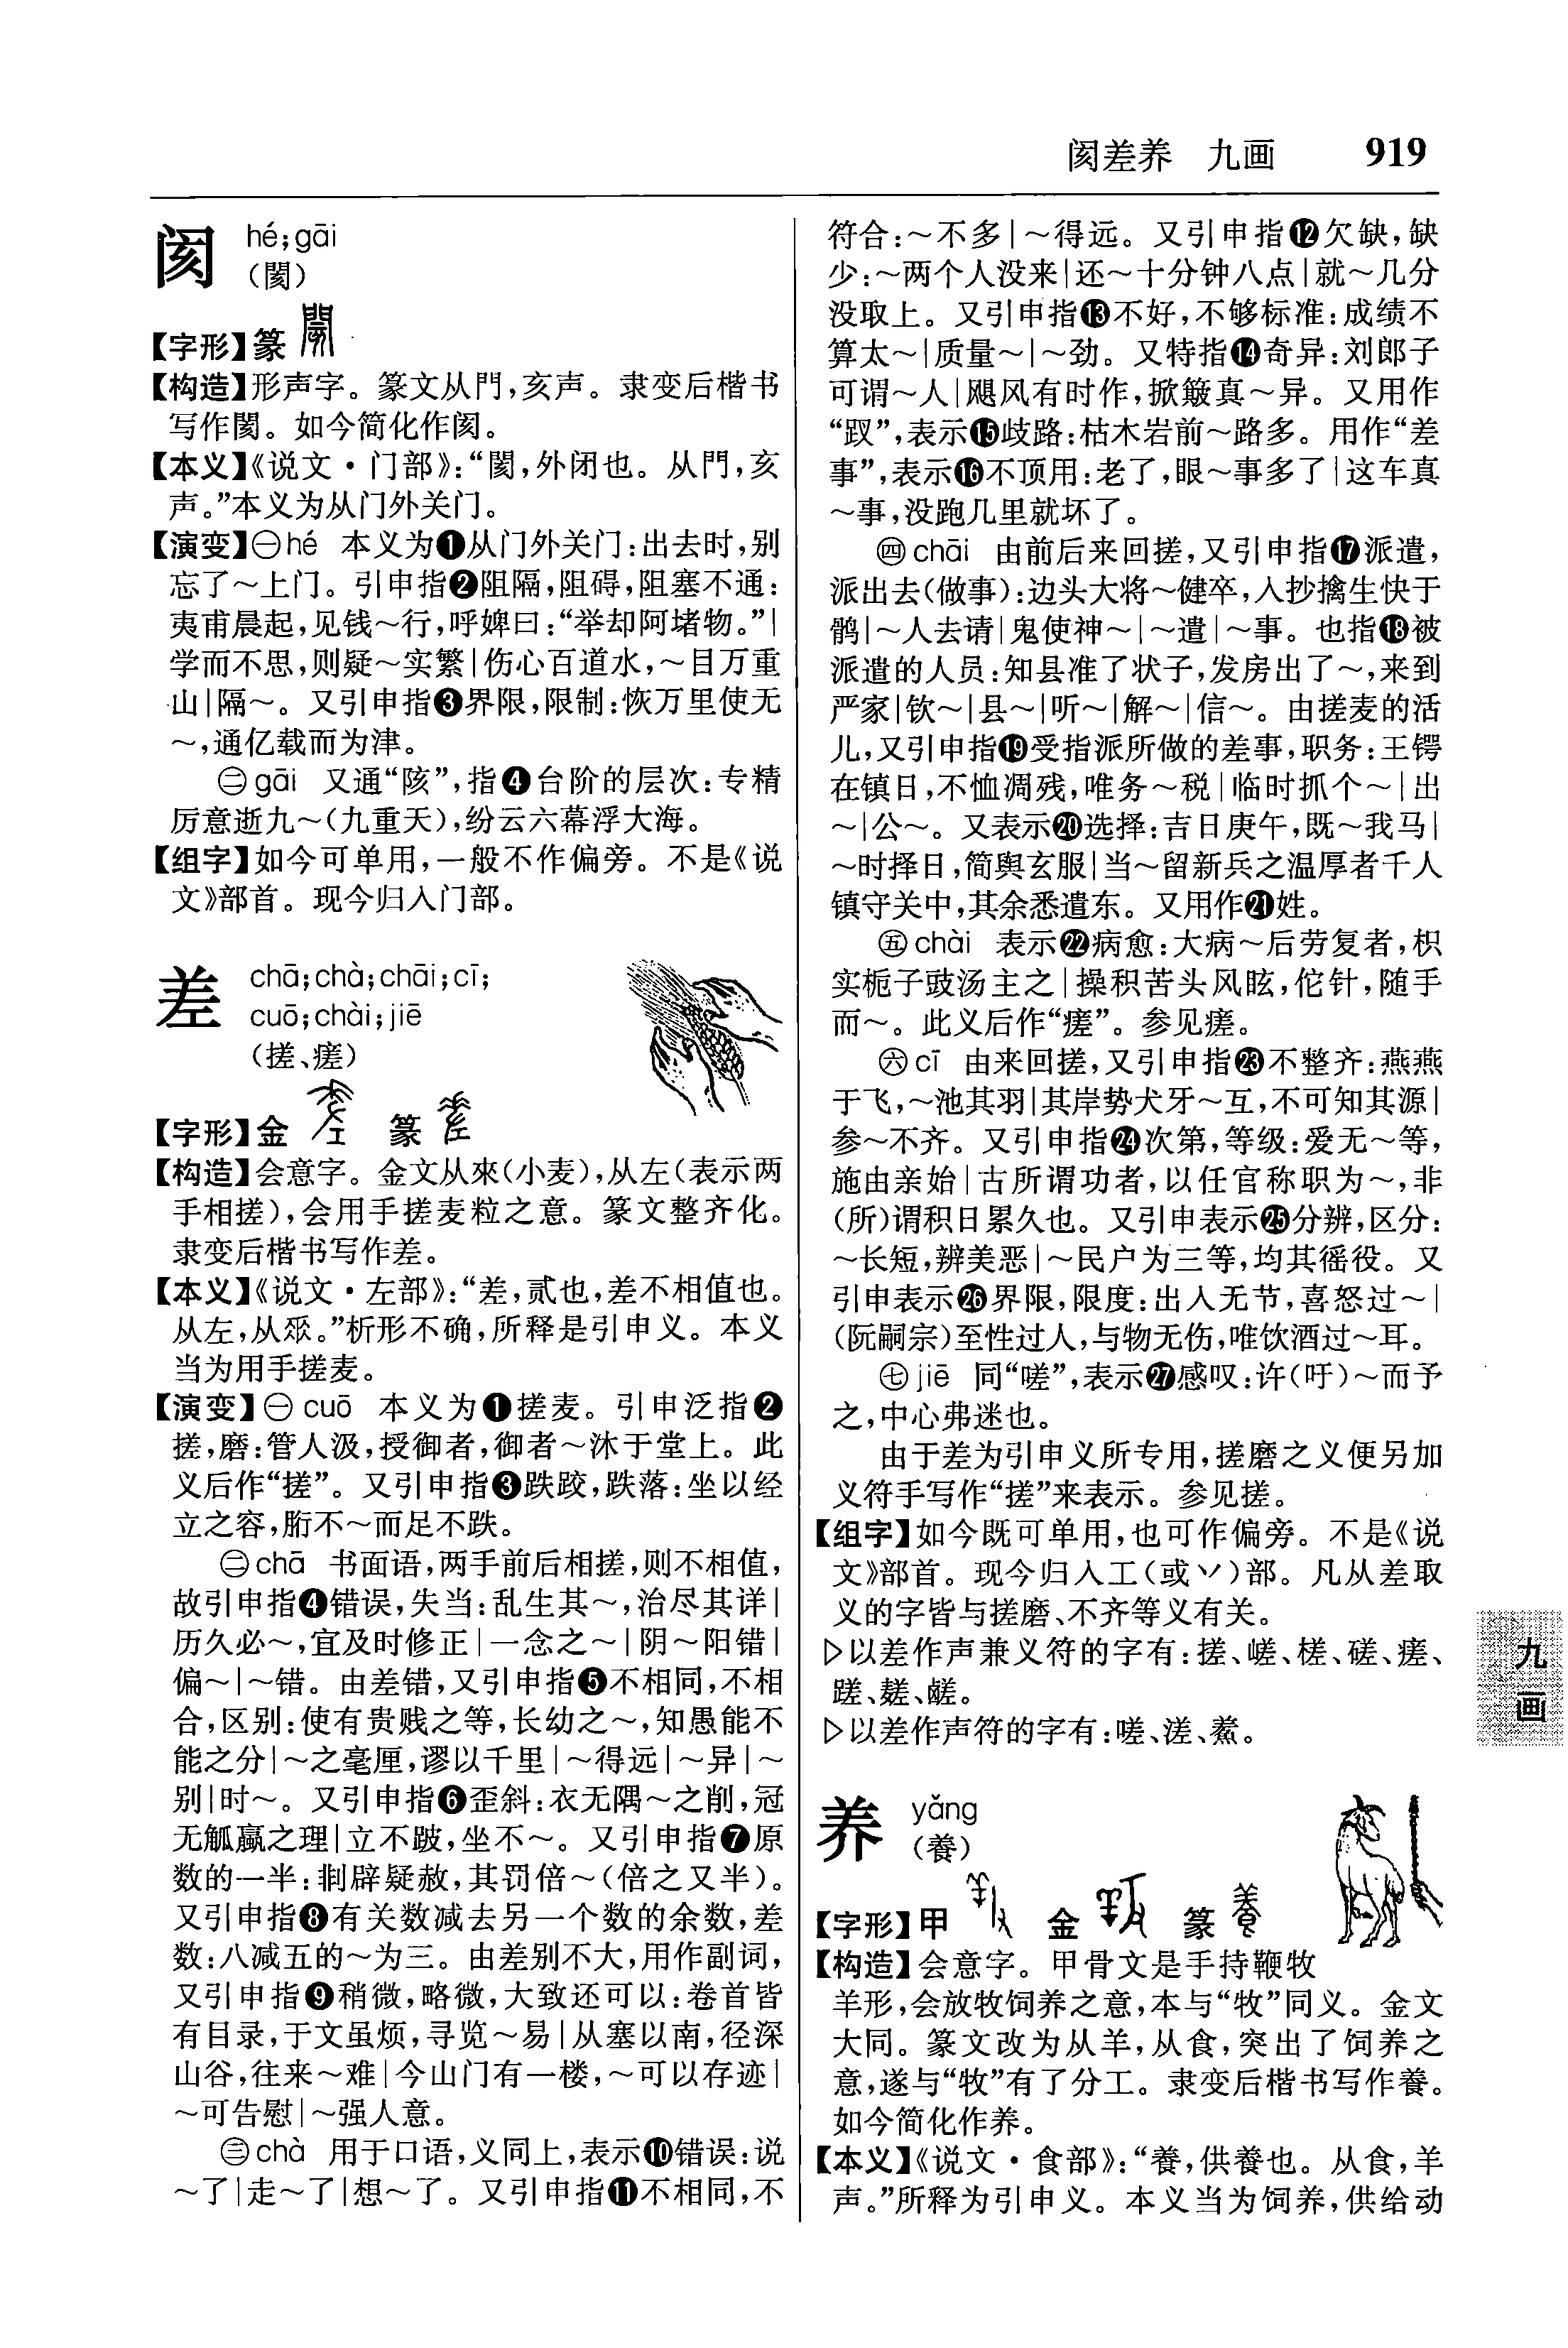 阂差养 九画 919
阂 hé;gāi
（閡）
【字形】篆
【构造】形声字。篆文从門，亥声。隶变后楷书
写作閡。如今简化作阂。
【本义】《说文·门部》：“閡，外闭也。从門，亥
声。”本义为从门外关门。
【演变】㊀hé 本义为❶从门外关门：出去时，别
忘了～上门。引申指❷阻隔，阻碍，阻塞不通：
夷甫晨起，见钱～行，呼婢曰：“举却阿堵物。”|
学而不思，则疑～实繁|伤心百道水，～目万重
山|隔～。又引申指❸界限，限制：恢万里使无
～，通亿载而为津。
㊁gāi 又通“陔”，指❹台阶的层次：专精
厉意逝九～（九重天），纷云六幕浮大海。
【组字】如今可单用，一般不作偏旁。不是《说
文》部首。现今归入门部。
差 chā;chà;chāi;cī;
cuō;chài;jiē
（搓、瘥）
【字形】金 篆
【构造】会意字。金文从來（小麦），从左（表示两
手相搓），会用手搓麦粒之意。篆文整齐化。
隶变后楷书写作差。
【本义】《说文·左部》：“差，贰也，差不相值也。
从左，从𠂹。”析形不确，所释是引申义。本义
当为用手搓麦。
【演变】㊀cuō 本义为❶搓麦。引申泛指❷
搓，磨：管人汲，授御者，御者～沐于堂上。此
义后作“搓”。又引申指❸跌跤，跌落：坐以经
立之容，胻不～而足不跌。
㊁chā 书面语，两手前后相搓，则不相值，
故引申指❹错误，失当：乱生其～，治尽其详|
历久必～，宜及时修正|一念之～|阴～阳错|
偏～|～错。由差错，又引申指❺不相同，不相
合，区别：使有贵贱之等，长幼之～，知愚能不
能之分|～之毫厘，谬以千里|～得远|～异|～
别|时～。又引申指❻歪斜：衣无隅～之削，冠
无觚蠃之理|立不跛，坐不～。又引申指❼原
数的一半：剕辟疑赦，其罚倍～（倍之又半）。
又引申指❽有关数减去另一个数的余数，差
数：八减五的～为三。由差别不大，用作副词，
又引申指❾稍微，略微，大致还可以：卷首皆
有目录，于文虽烦，寻览～易|从塞以南，径深
山谷，往来～难|今山门有一楼，～可以存迹|
～可告慰|～强人意。
㊂chà 用于口语，义同上，表示❿错误：说
～了|走～了|想～了。又引申指⓫不相同，不
符合：～不多|～得远。又引申指⓬欠缺，缺
少：～两个人没来|还～十分钟八点|就～几分
没取上。又引申指⓭不好，不够标准：成绩不
算太～|质量～|～劲。又特指⓮奇异：刘郎子
可谓～人|飓风有时作，掀簸真～异。又用作
“䟕”，表示⓯歧路：枯木岩前～路多。用作“差
事”，表示⓰不顶用：老了，眼～事多了|这车真
～事，没跑几里就坏了。
㊃chāi 由前后来回搓，又引申指⓱派遣，
派出去（做事）：边头大将～健卒，入抄擒生快于
鹘|～人去请|鬼使神～|～遣|～事。也指⓲被
派遣的人员：知县准了状子，发房出了～，来到
严家|钦～|县～|听～|解～|信～。由搓麦的活
儿，又引申指⓳受指派所做的差事，职务：王锷
在镇日，不恤凋残，唯务～税|临时抓个～|出
～|公～。又表示⓴选择：吉日庚午，既～我马|
～时择日，简舆玄服|当～留新兵之温厚者千人
镇守关中，其余悉遣东。又用作㉑姓。
㊄chài 表示㉒病愈：大病～后劳复者，枳
实栀子豉汤主之|操积苦头风眩，佗针，随手
而～。此义后作“瘥”。参见瘥。
㊅cī 由来回搓，又引申指㉓不整齐：燕燕
于飞，～池其羽|其岸势犬牙～互，不可知其源|
参～不齐。又引申指㉔次第，等级：爱无～等，
施由亲始|古所谓功者，以任官称职为～，非
（所）谓积日累久也。又引申表示㉕分辨，区分：
～长短，辨美恶|～民户为三等，均其徭役。又
引申表示㉖界限，限度：出入无节，喜怒过～|
（阮嗣宗）至性过人，与物无伤，唯饮酒过～耳。
㊆jiē 同“嗟”，表示㉗感叹：许（吁）～而予
之，中心弗迷也。
由于差为引申义所专用，搓磨之义便另加
义符手写作“搓”来表示。参见搓。
【组字】如今既可单用，也可作偏旁。不是《说
文》部首。现今归入工（或丷）部。凡从差取
义的字皆与搓磨、不齐等义有关。
▷以差作声兼义符的字有：搓、嵯、槎、磋、瘥、
蹉、艖、鹾。
▷以差作声符的字有：嗟、溠、鮺。
养 yǎng
（養）
【字形】甲 金 篆
【构造】会意字。甲骨文是手持鞭牧
羊形，会放牧饲养之意，本与“牧”同义。金文
大同。篆文改为从羊，从食，突出了饲养之
意，遂与“牧”有了分工。隶变后楷书写作養。
如今简化作养。
【本义】《说文·食部》：“養，供養也。从食，羊
声。”所释为引申义。本义当为饲养，供给动
九画